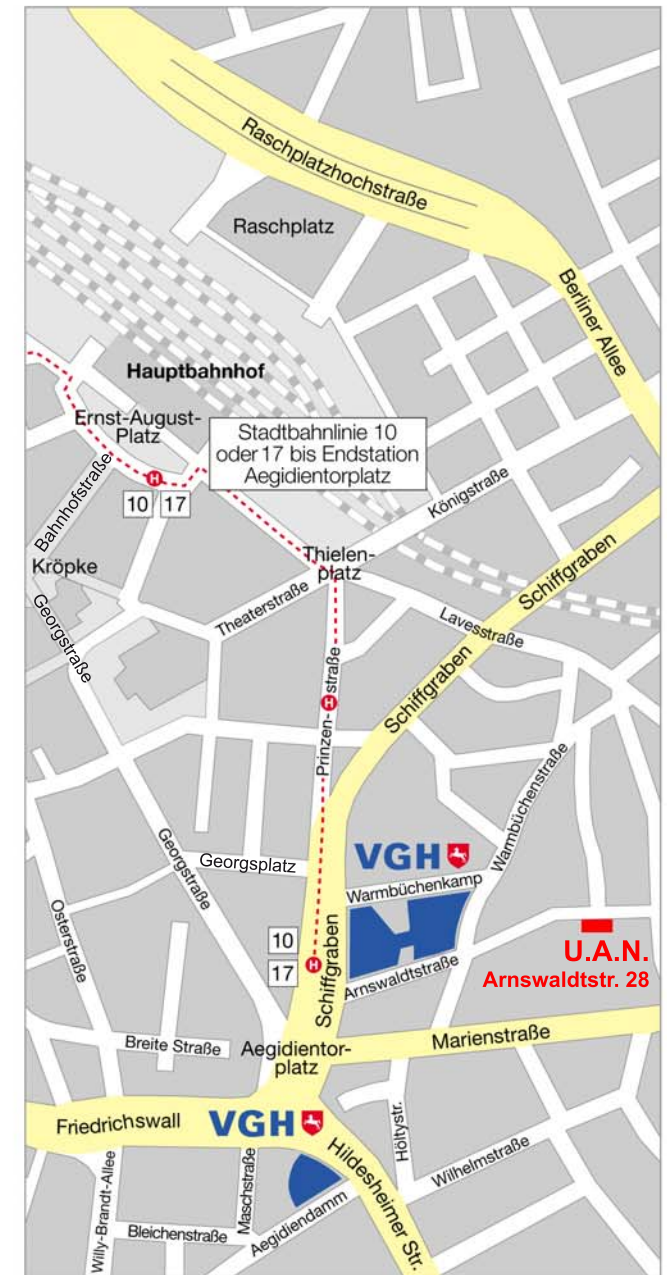 Raschplatzhochstraße
Raschplatz
Berliner Allee
Hauptbahnhof
Ernst-August-
Platz
Stadtbahnlinie 10
oder 17 bis Endstation
Aegidientorplatz
H
10
17
Bahnhofstraße
Königstraße
Kröpke
Thielen-
platz
Schiffgraben
Theaterstraße
Lavesstraße
Georgstraße
Schiffgraben
Prinzen-
H
straße
Warmbüchenstraße
Georgstraße
Georgsplatz
VGH
Warmbüchenkamp
Osterstraße
10
17
H
Schiffgraben
Arnswaldtstraße
U.A.N.
Arnswaldtstr. 28
Breite Straße
Aegidientor-
platz
Marienstraße
Friedrichswall
VGH
Höltystr.
Hildesheimer Str.
Wilhelmstraße
Willy-Brandt-Allee
Maschstraße
Bleichenstraße
Aegidiendamm